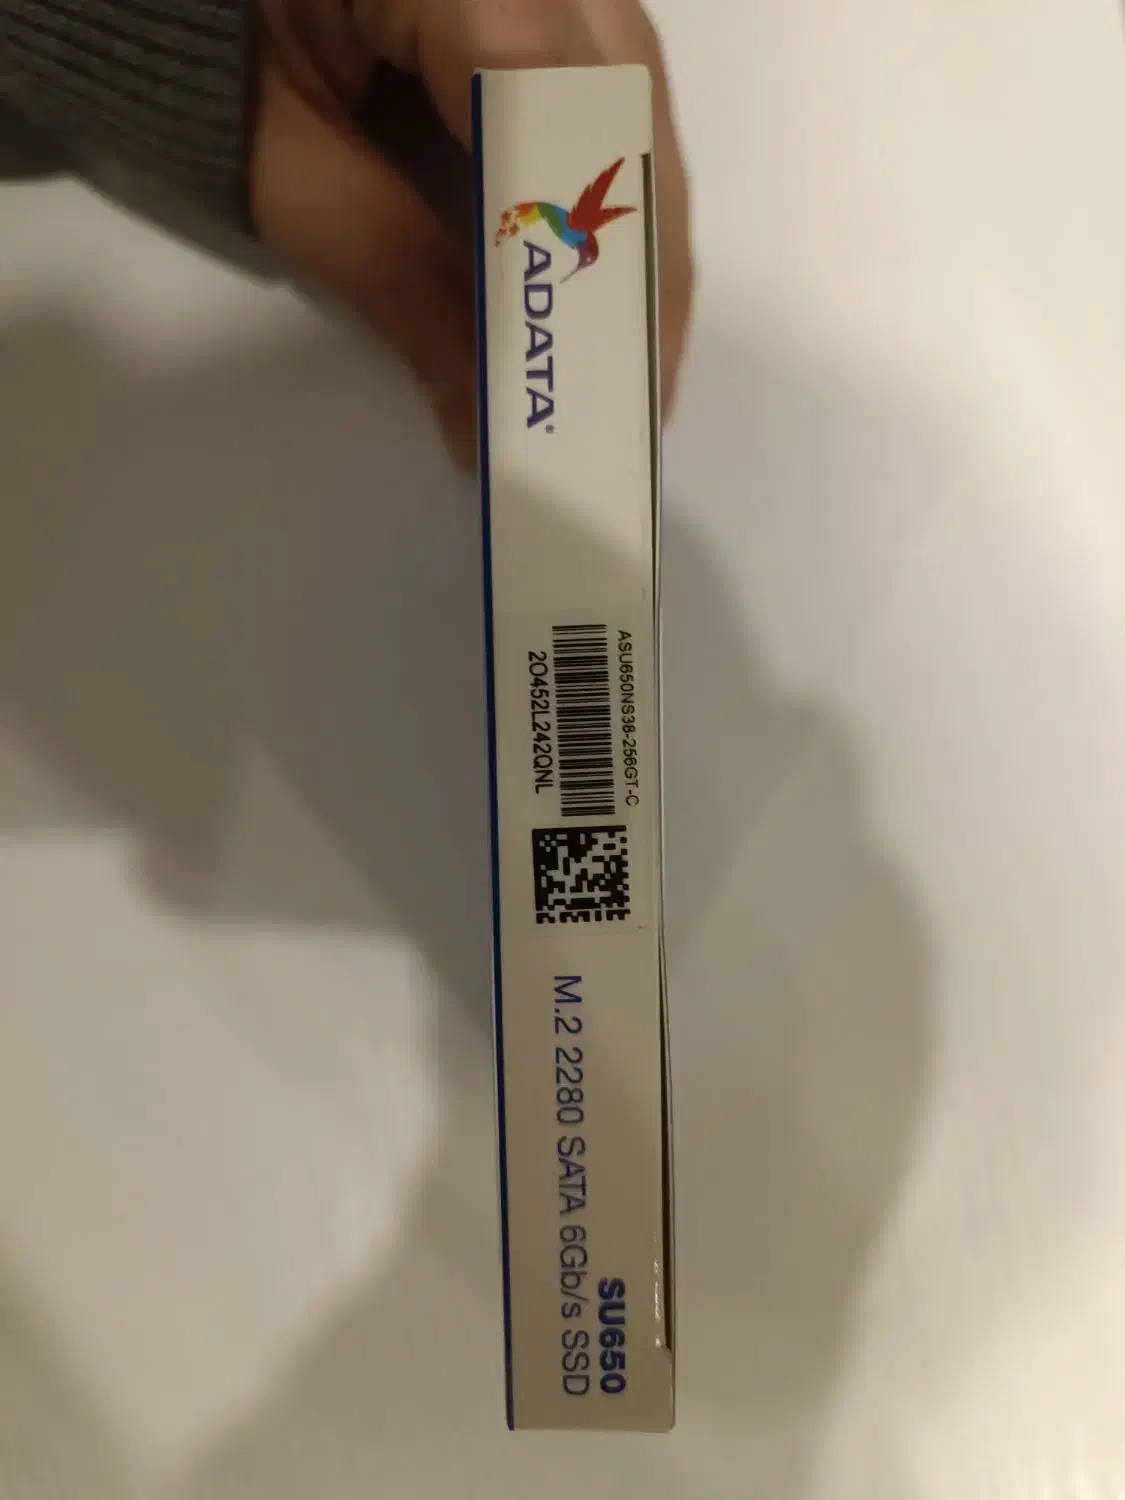 ADATA®
ASU650NS38-256GT-C
2O452L242QNL
SU650
M.2 2280 SATA 6Gb/s SSD